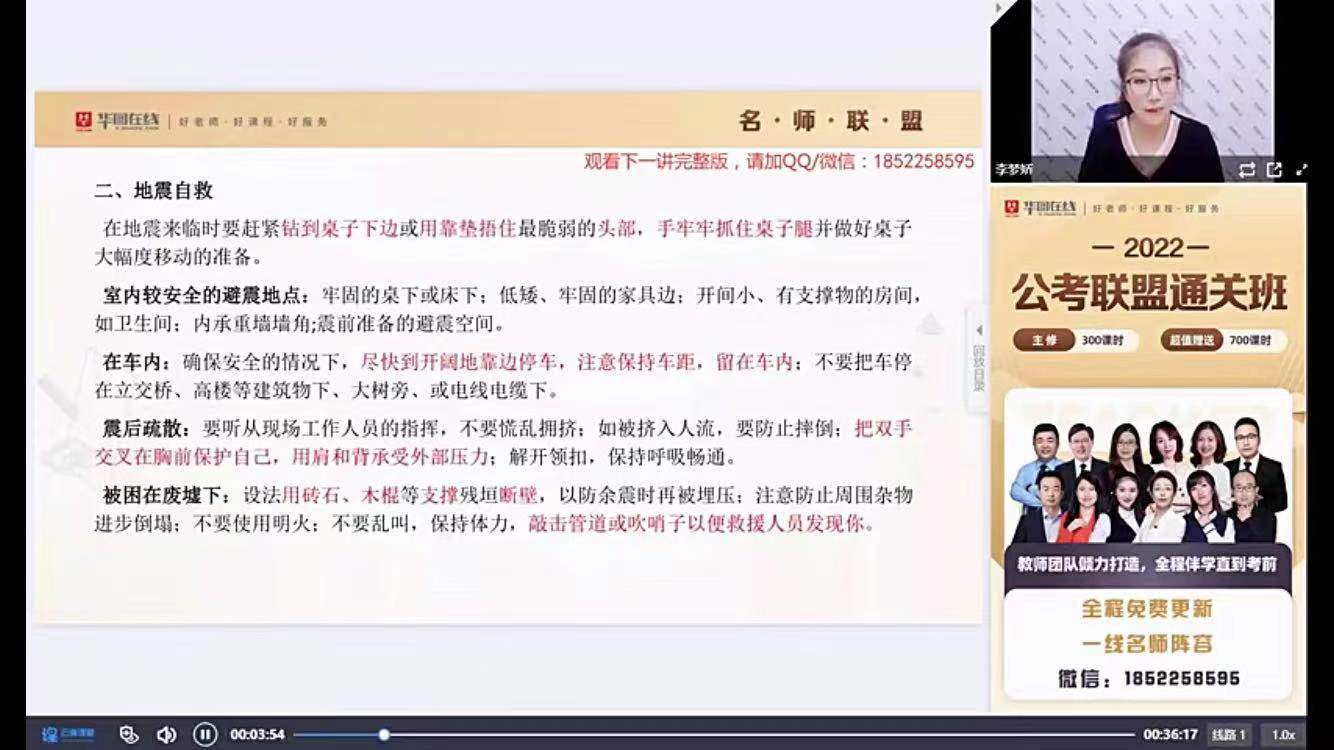 华图在线 | 好老师·好课程·好服务
名·师·联·盟
观看下一讲完整版，请加QQ/微信：1852258595
二、地震自救
在地震来临时要赶紧钻到桌子下边或用靠垫捂住最脆弱的头部，手牢牢抓住桌子腿并做好桌子
大幅度移动的准备。
室内较安全的避震地点：牢固的桌下或床下；低矮、牢固的家具边；开间小、有支撑物的房间，
如卫生间；内承重墙墙角;震前准备的避震空间。
在车内：确保安全的情况下，尽快到开阔地靠边停车，注意保持车距，留在车内；不要把车停
在立交桥、高楼等建筑物下、大树旁、或电线电缆下。
震后疏散：要听从现场工作人员的指挥，不要慌乱拥挤；如被挤入人流，要防止摔倒；把双手
交叉在胸前保护自己，用肩和背承受外部压力；解开领扣，保持呼吸畅通。
被困在废墟下：设法用砖石、木棍等支撑残垣断壁，以防余震时再被埋压；注意防止周围杂物
进步倒塌；不要使用明火；不要乱叫，保持体力，敲击管道或吹哨子以便救援人员发现你。
回放目录
李梦娇
华图在线 | 好老师·好课程·好服务
2022
公考联盟通关班
主修 300课时 超值赠送 700课时
教师团队倾力打造，全程伴学直到考前
全程免费更新
一线名师阵容
微信：1852258595
00:03:54
00:36:17 线路 1 1.0x